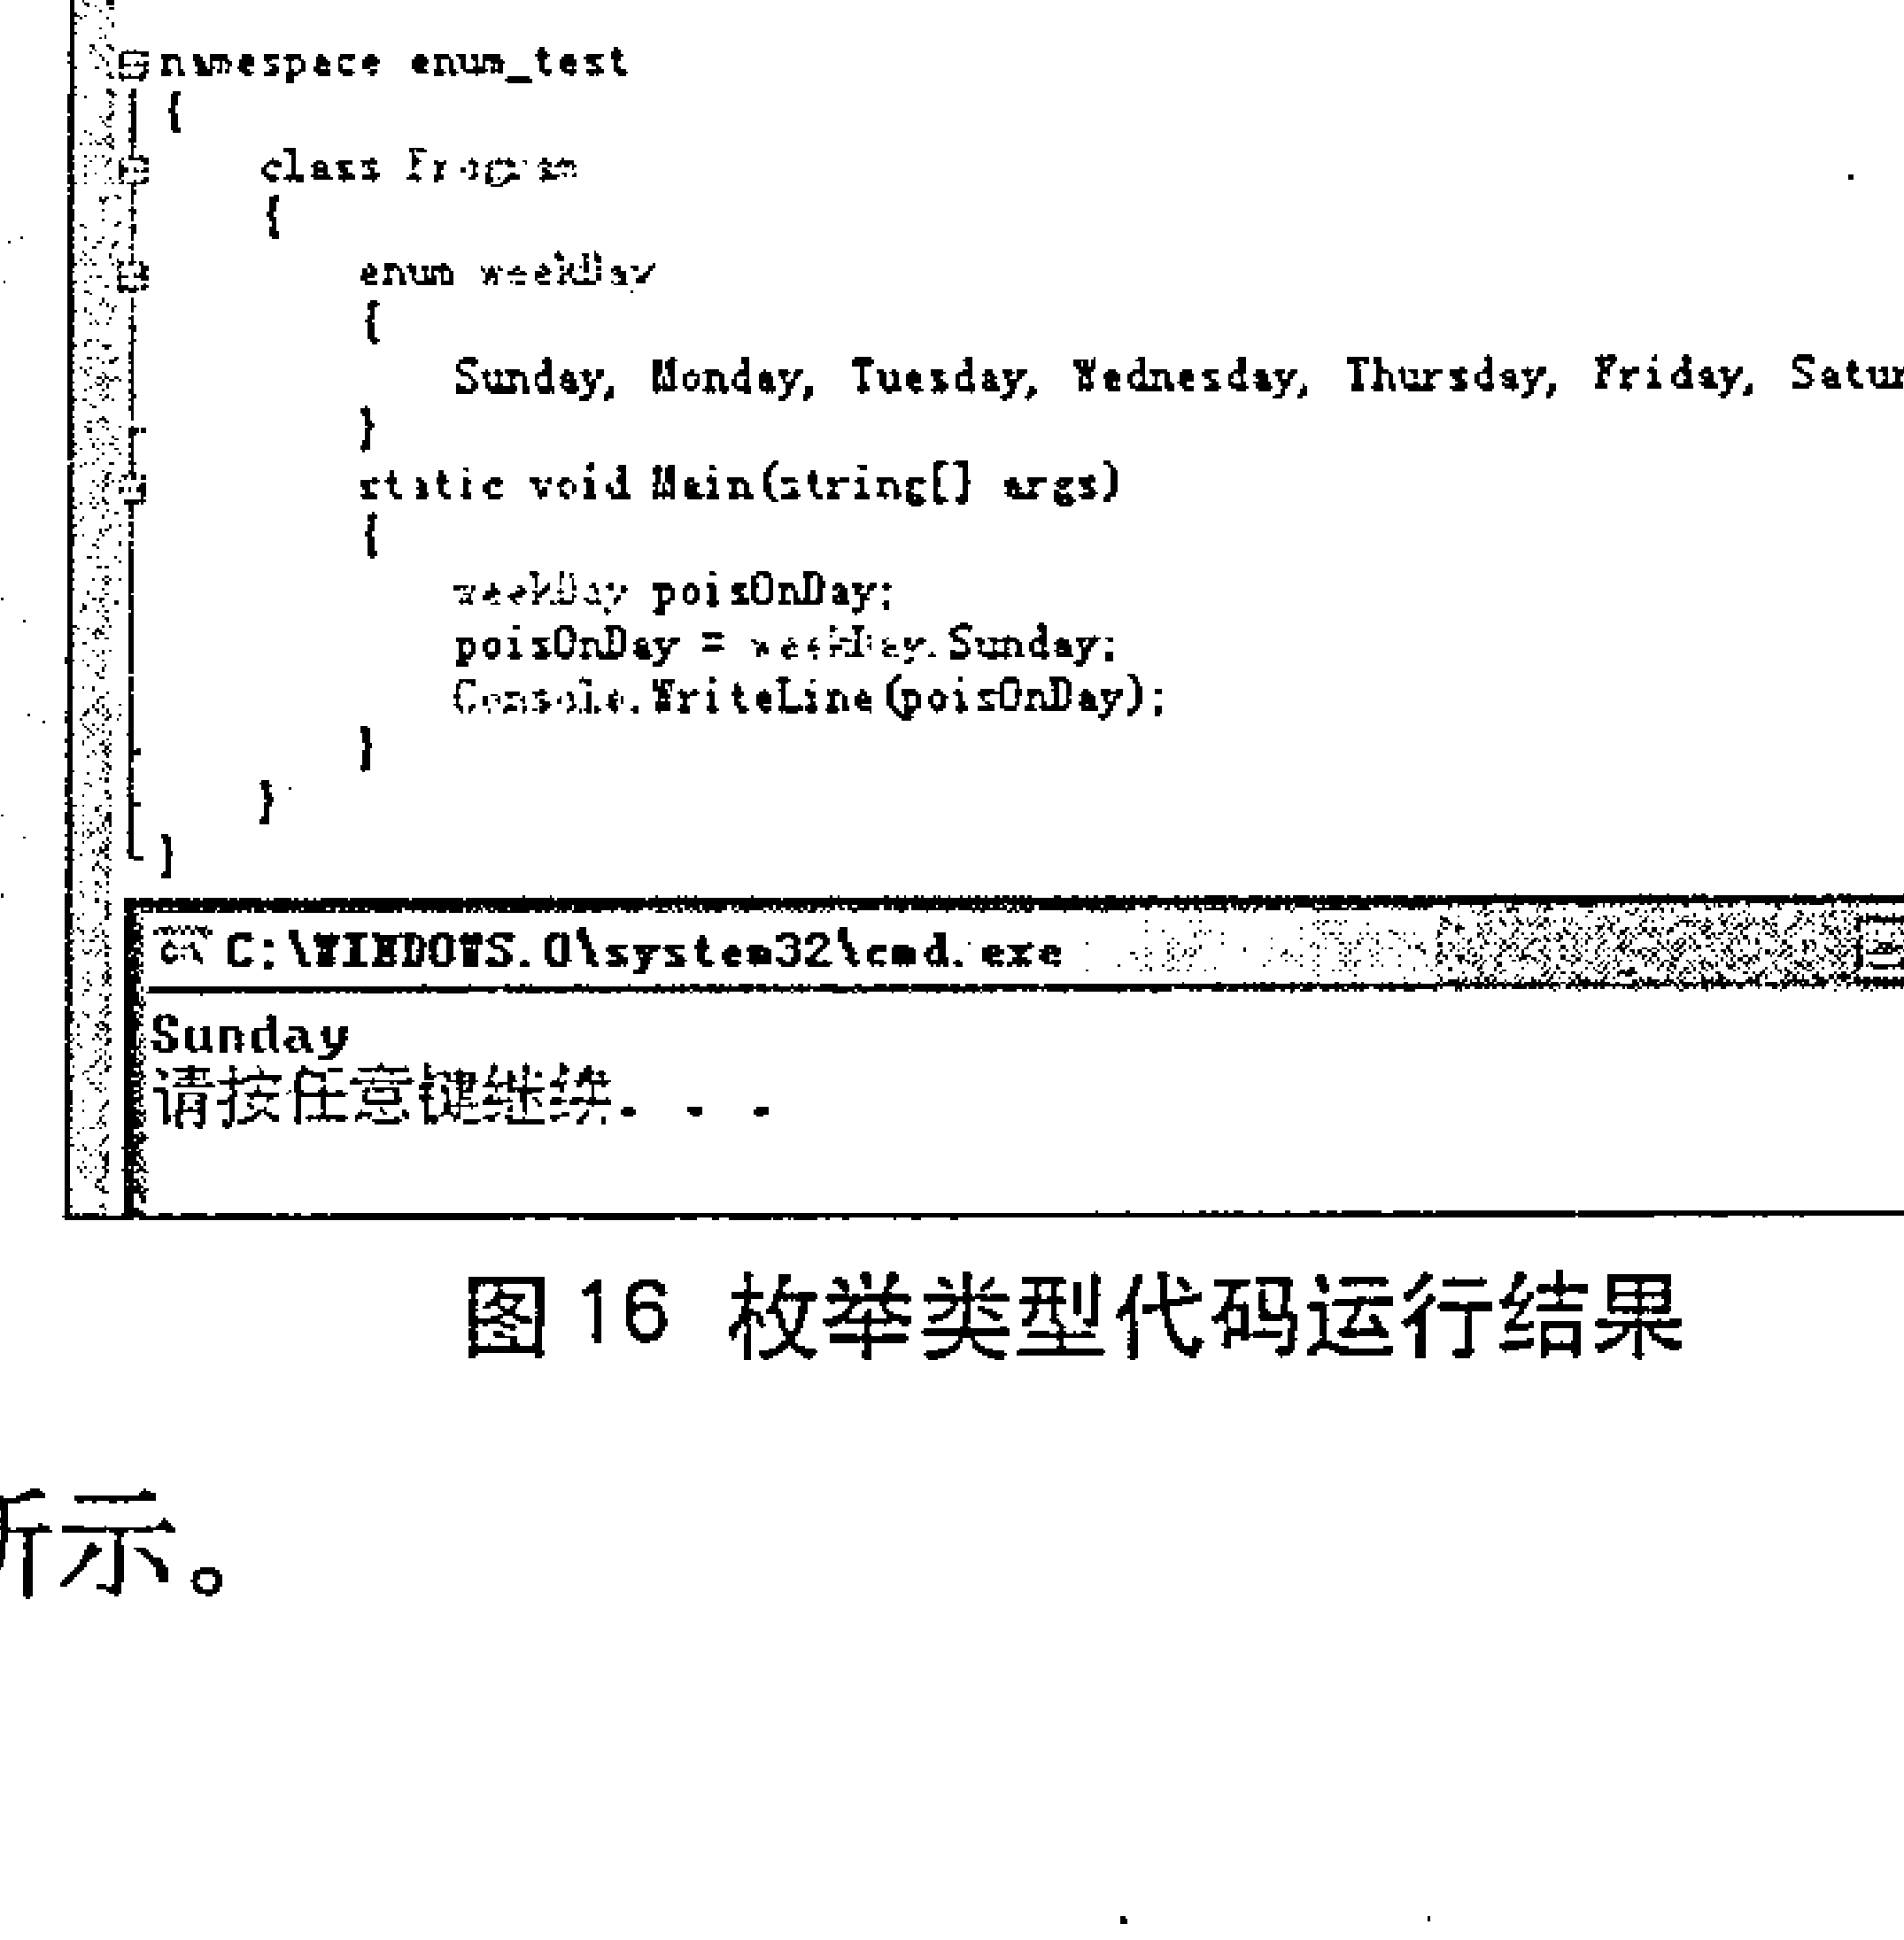 namespace enum_test
{
class Program
{
enum weekDay
{
Sunday, Monday, Tuesday, Wednesday, Thursday, Friday, Satur
}
static void Main(string[] args)
{
weekDay poisOnDay;
poisOnDay = weekDay.Sunday;
Console.WriteLine(poisOnDay);
}
}
}
C:\WINDOWS.0\system32\cmd.exe
Sunday
请按任意键继续. . .
图16 枚举类型代码运行结果
所示。